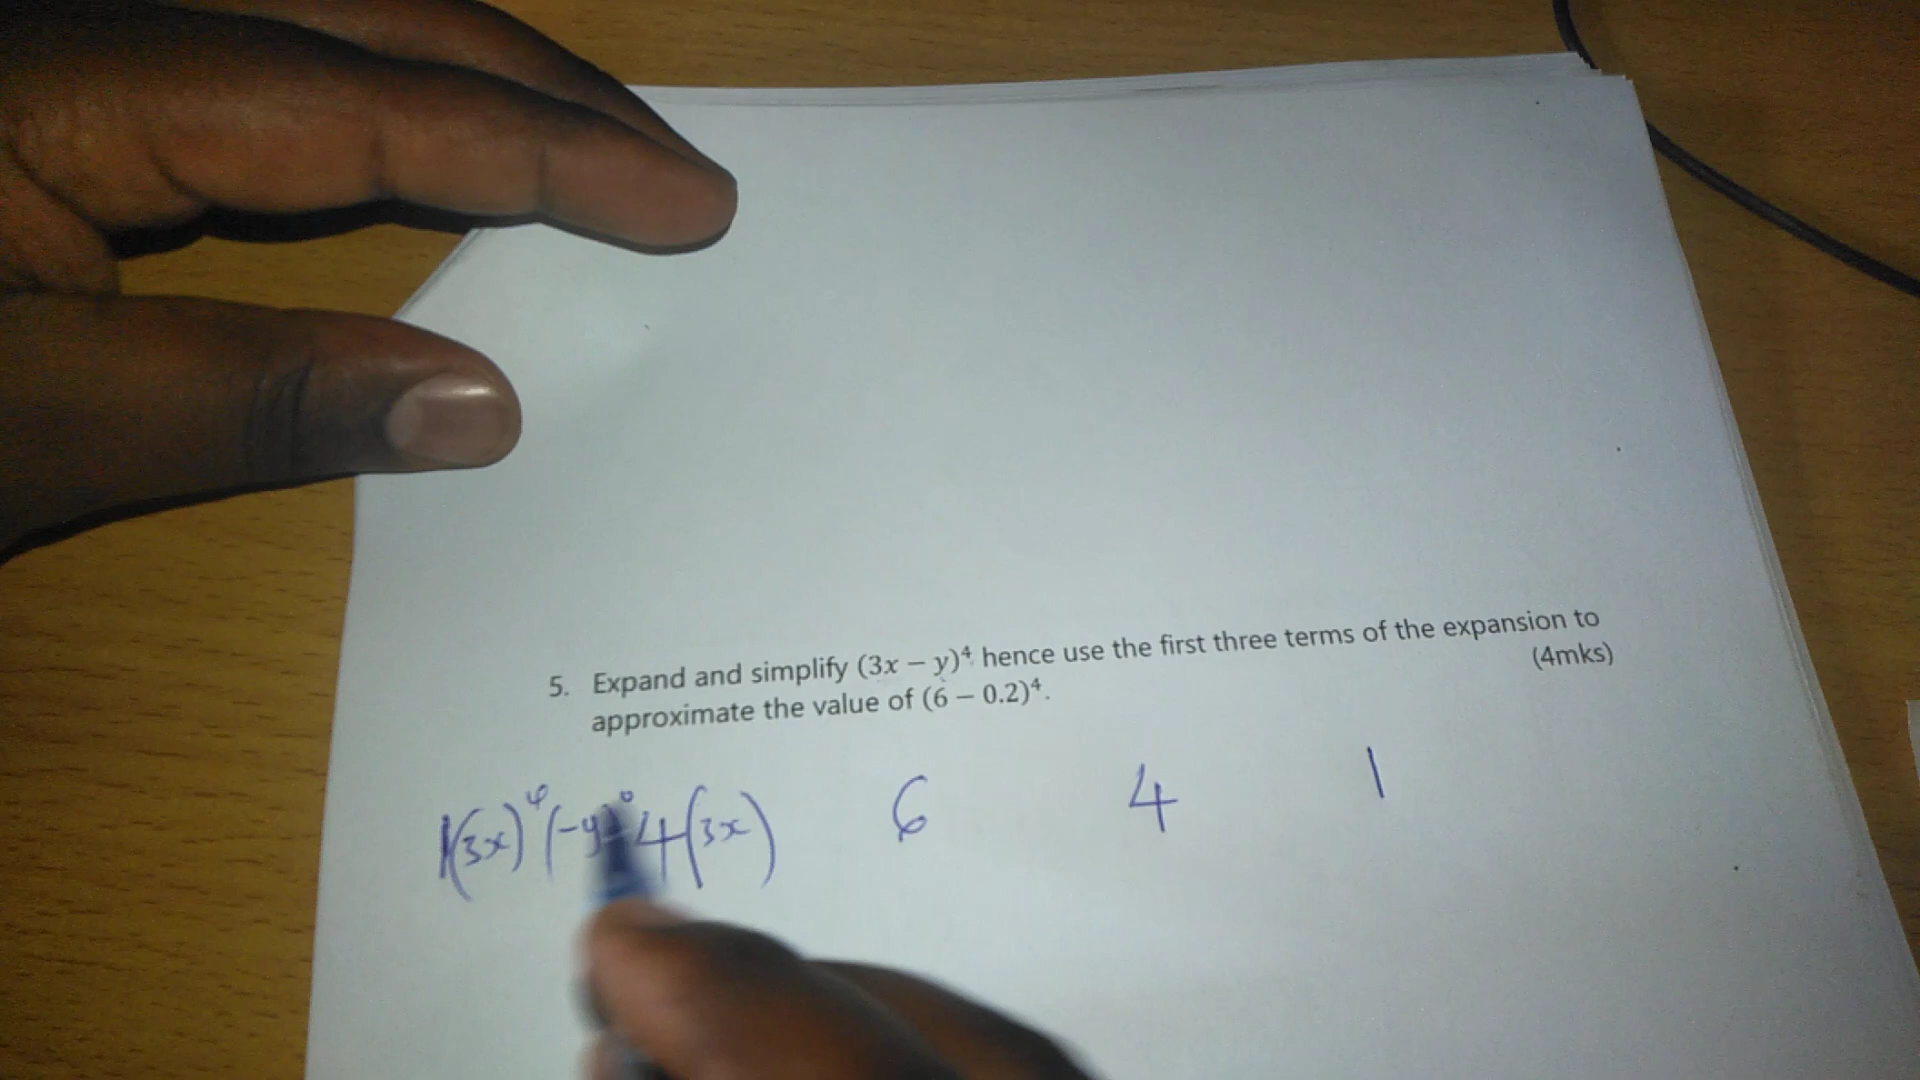 5. Expand and simplify (3x − y)⁴ hence use the first three terms of the expansion to
approximate the value of (6 − 0.2)⁴.
(4mks)
1(3x)⁴(-y)⁰ 4(3x) 6 4 1